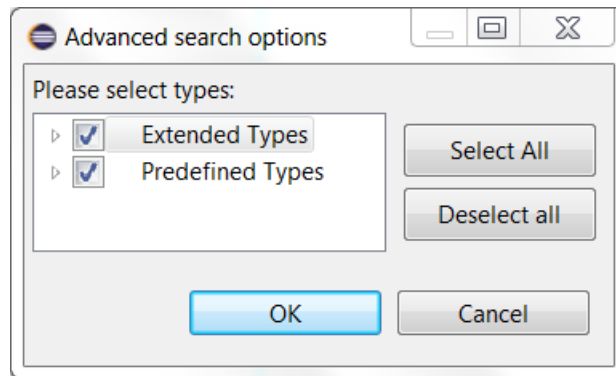 Advanced search options
Please select types:
Extended Types
Predefined Types
Select All
Deselect all
OK
Cancel